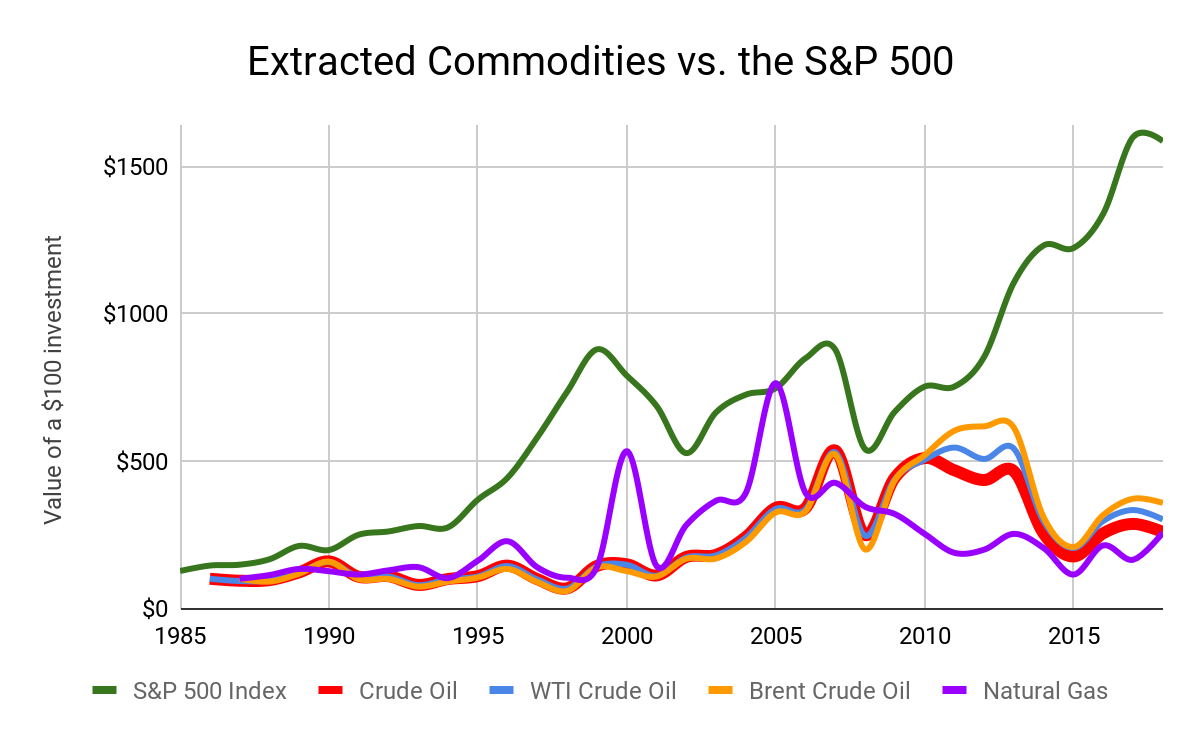 Extracted Commodities vs. the S&P 500
Value of a $100 investment
$1500
$1000
$500
$0
1985 1990 1995 2000 2005 2010 2015
S&P 500 Index Crude Oil WTI Crude Oil Brent Crude Oil Natural Gas